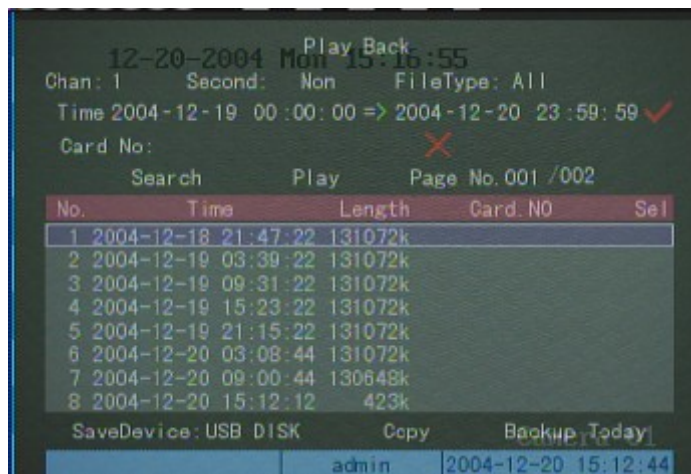 Play Back
12-20-2004 Mon 15:16:55
Chan: 1 Second: Non FileType: All
Time 2004-12-19 00:00:00 => 2004-12-20 23:59:59
Card No:
Search Play Page No. 001 /002
No. Time Length Card.NO Sel
1 2004-12-18 21:47:22 131072k
2 2004-12-19 03:39:22 131072k
3 2004-12-19 09:31:22 131072k
4 2004-12-19 15:23:22 131072k
5 2004-12-19 21:15:22 131072k
6 2004-12-20 03:08:44 131072k
7 2004-12-20 09:00:44 130648k
8 2004-12-20 15:12:12 423k
SaveDevice:USB DISK Copy Backup Today
admin 2004-12-20 15:12:44